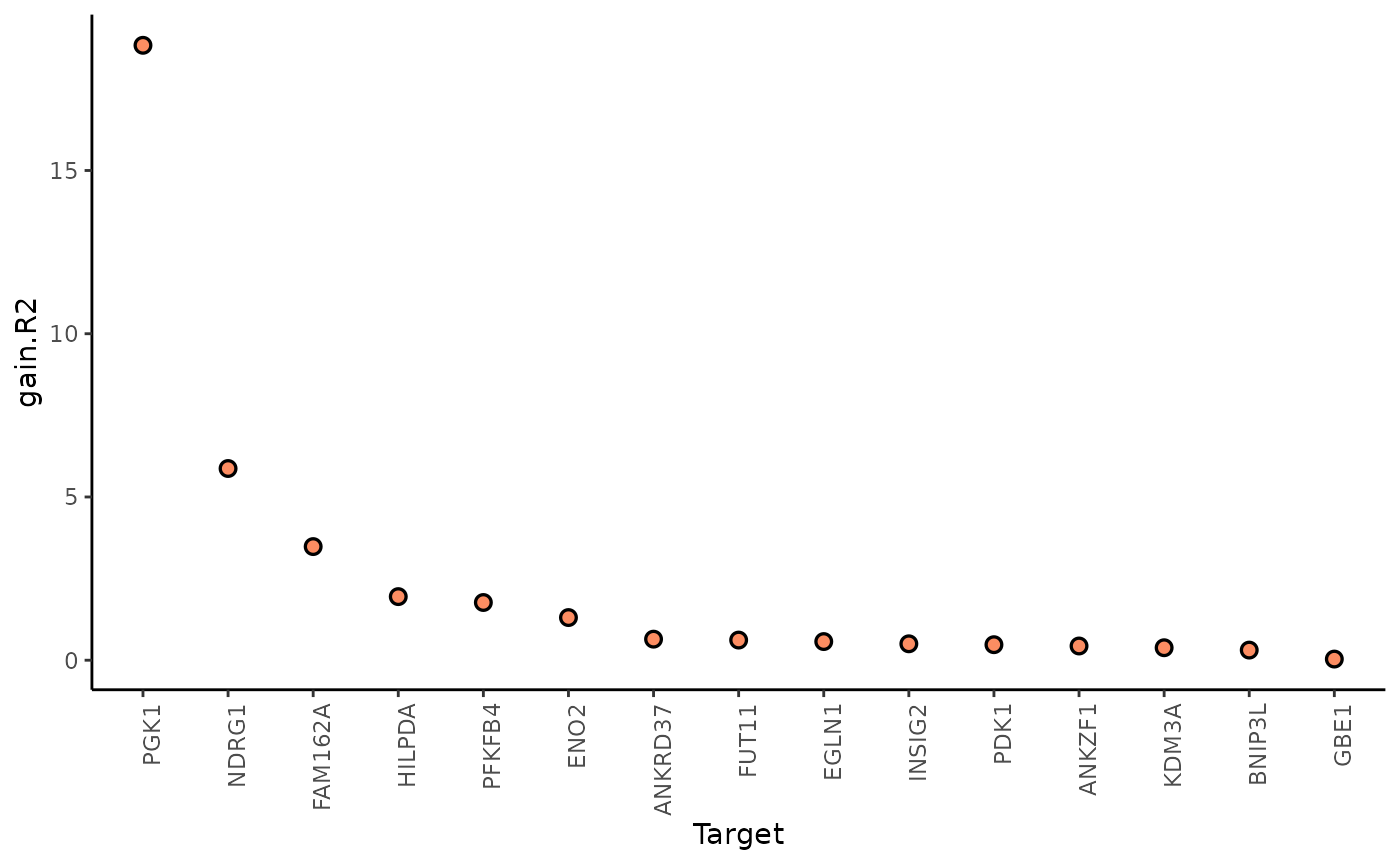 gain.R2
15
10
5
0
PGK1
NDRG1
FAM162A
HILPDA
PFKFB4
ENO2
ANKRD37
FUT11
EGLN1
INSIG2
PDK1
ANKZF1
KDM3A
BNIP3L
GBE1
Target